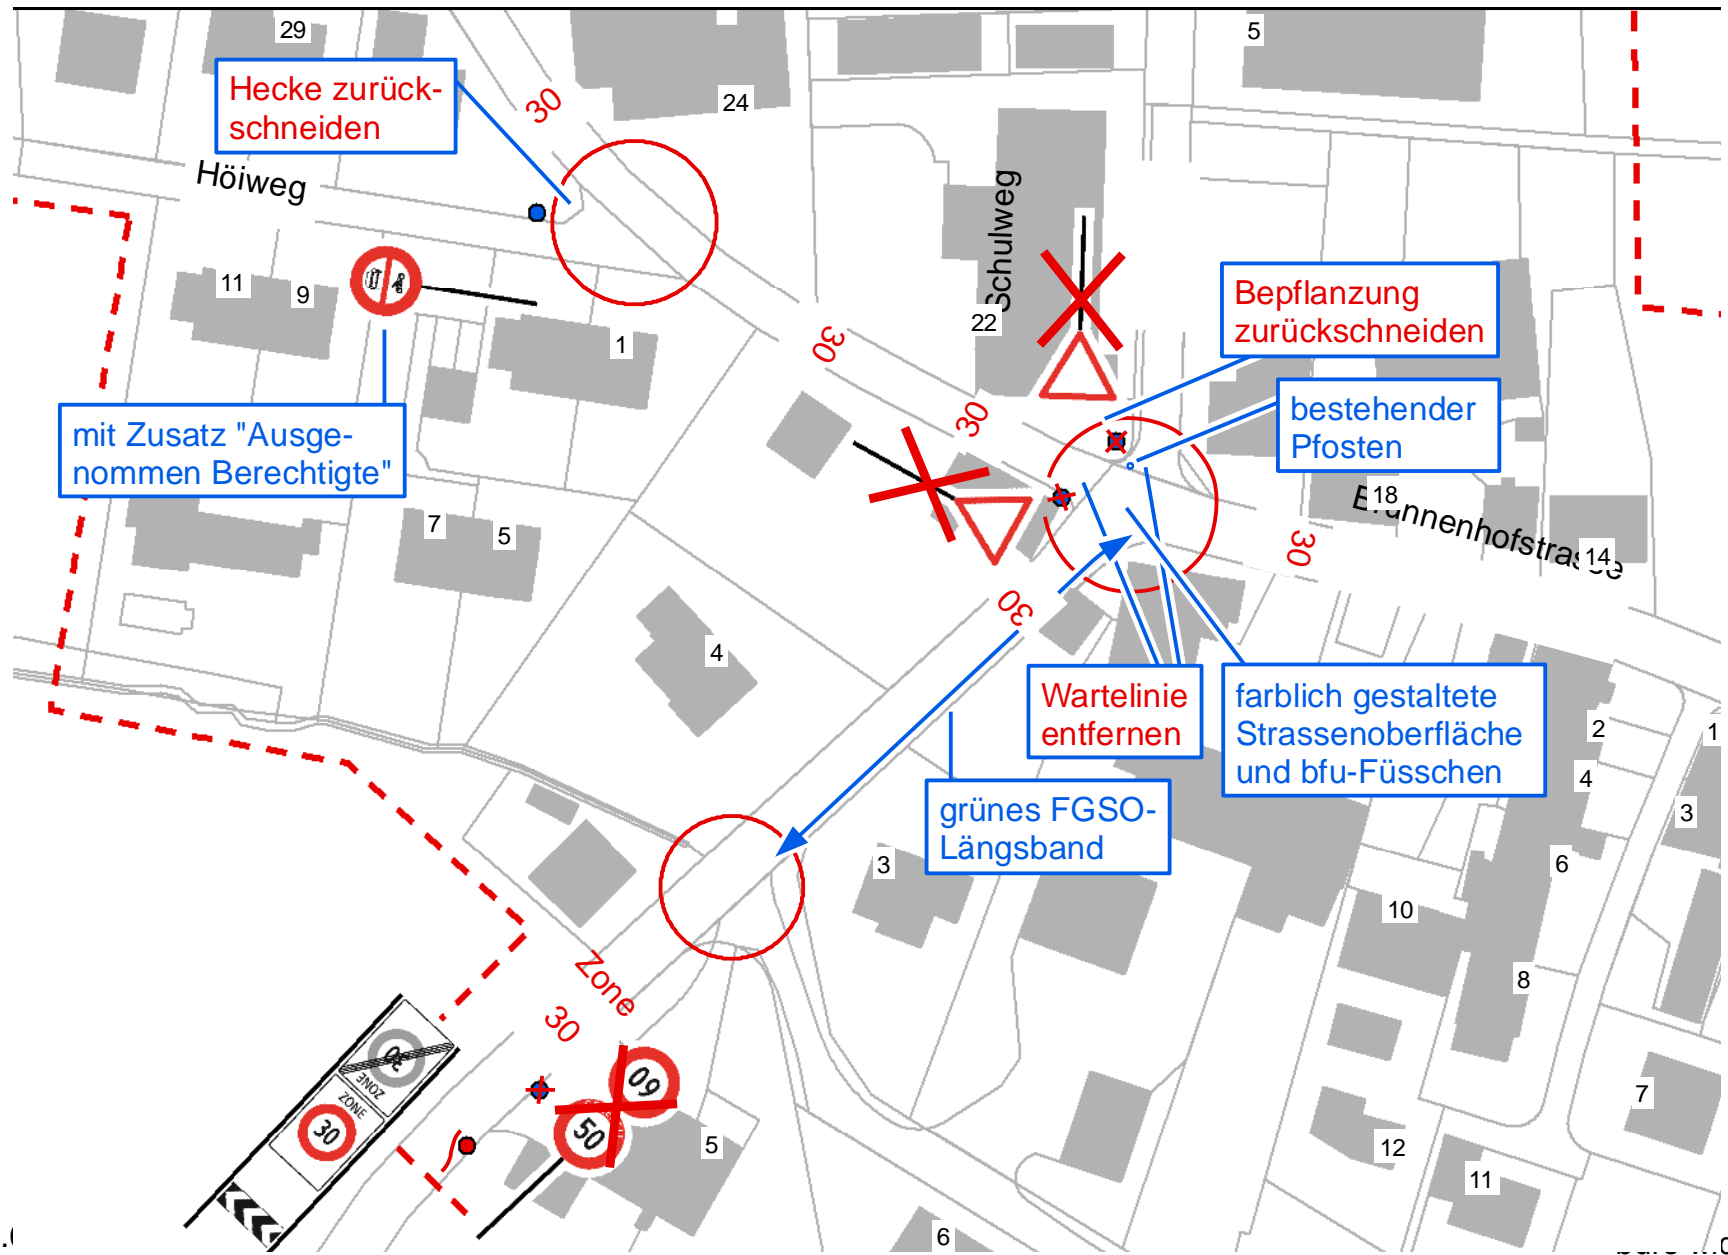 29
5
Hecke zurück-
schneiden
30
24
Höiweg
Schulweg
11
9
1
22
30
Bepflanzung
zurückschneiden
30
bestehender
Pfosten
mit Zusatz "Ausge-
nommen Berechtigte"
18
Brunnenhofstrasse
14
7
5
30
30
4
Wartelinie
entfernen
farblich gestaltete
Strassenoberfläche
und bfu-Füsschen
2
1
4
3
grünes FGSO-
Längsband
3
6
10
8
Zone
30
30
ZONE
ZONE
30
60
50
5
7
12
11
6